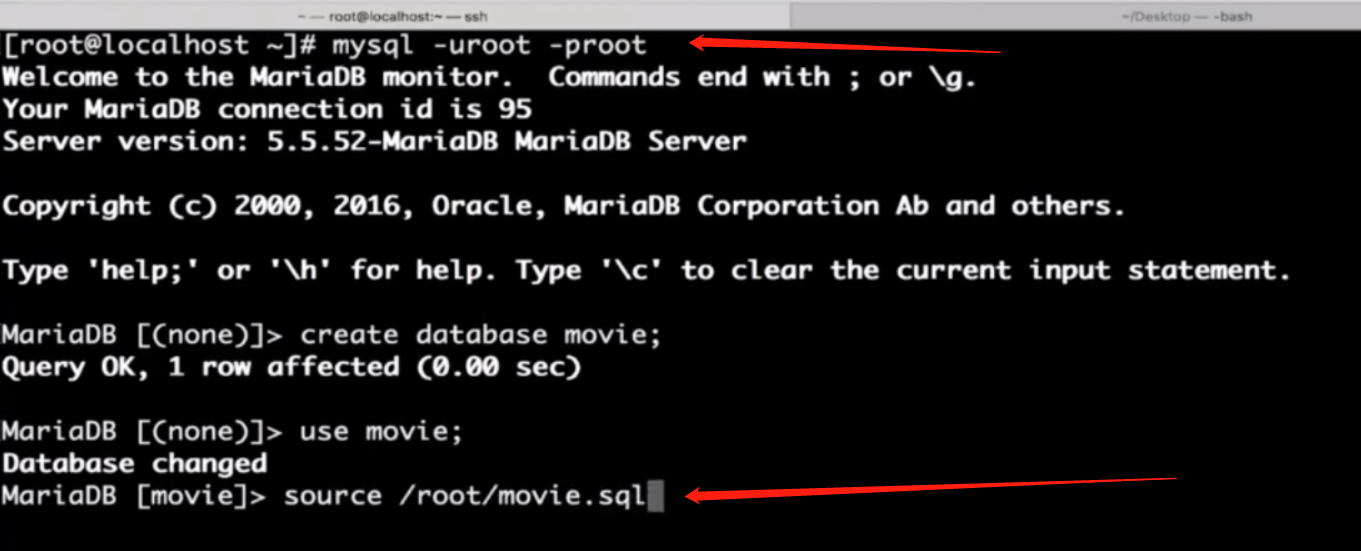 ~ — root@localhost:~ — ssh
~/Desktop — -bash
[root@localhost ~]# mysql -uroot -proot
Welcome to the MariaDB monitor.  Commands end with ; or \g.
Your MariaDB connection id is 95
Server version: 5.5.52-MariaDB MariaDB Server
Copyright (c) 2000, 2016, Oracle, MariaDB Corporation Ab and others.
Type 'help;' or '\h' for help. Type '\c' to clear the current input statement.
MariaDB [(none)]> create database movie;
Query OK, 1 row affected (0.00 sec)
MariaDB [(none)]> use movie;
Database changed
MariaDB [movie]> source /root/movie.sql